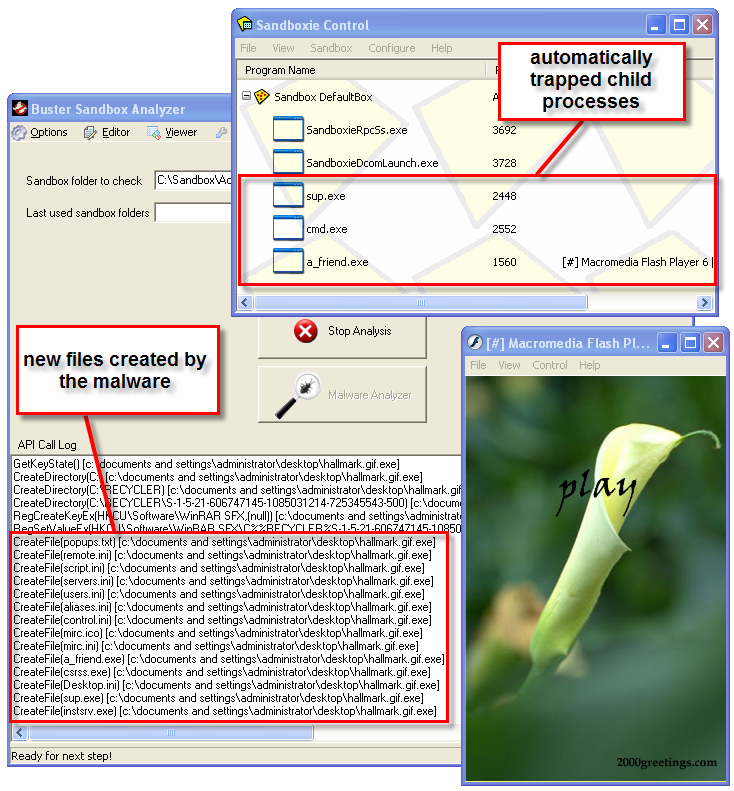 Sandboxie Control
File View Sandbox Configure Help
Program Name
Sandbox DefaultBox
SandboxieRpcSs.exe 3692
SandboxieDcomLaunch.exe 3728
sup.exe 2448
cmd.exe 2552
a_friend.exe 1560 [#] Macromedia Flash Player 6
automatically
trapped child
processes
Buster Sandbox Analyzer
Options Editor Viewer
Sandbox folder to check C:\Sandbox\Ad
Last used sandbox folders
Stop Analysis
Malware Analyzer
new files created by
the malware
API Call Log
GetKeyState() [c:\documents and settings\administrator\desktop\hallmark.gif.exe]
CreateDirectory(C: [c:\documents and settings\administrator\desktop\hallmark.gif.exe]
CreateDirectory(C:\RECYCLER) [c:\documents and settings\administrator\desktop\hallmark.gif.exe]
CreateDirectory(C:\RECYCLER\S-1-5-21-606747145-1085031214-725345543-500) [c:\docum
RegCreateKeyEx(HKCU\Software\WinRAR SFX,(null)) [c:\documents and settings\administra
RegSetValueEx(HKCU\Software\WinRAR SFX\C%%RECYCLER%S-1-5-21-606747145-1085
CreateFile(popups.txt) [c:\documents and settings\administrator\desktop\hallmark.gif.exe]
CreateFile(remote.ini) [c:\documents and settings\administrator\desktop\hallmark.gif.exe]
CreateFile(script.ini) [c:\documents and settings\administrator\desktop\hallmark.gif.exe]
CreateFile(servers.ini) [c:\documents and settings\administrator\desktop\hallmark.gif.exe]
CreateFile(users.ini) [c:\documents and settings\administrator\desktop\hallmark.gif.exe]
CreateFile(aliases.ini) [c:\documents and settings\administrator\desktop\hallmark.gif.exe]
CreateFile(control.ini) [c:\documents and settings\administrator\desktop\hallmark.gif.exe]
CreateFile(mirc.ico) [c:\documents and settings\administrator\desktop\hallmark.gif.exe]
CreateFile(mirc.ini) [c:\documents and settings\administrator\desktop\hallmark.gif.exe]
CreateFile(a_friend.exe) [c:\documents and settings\administrator\desktop\hallmark.gif.exe]
CreateFile(csrss.exe) [c:\documents and settings\administrator\desktop\hallmark.gif.exe]
CreateFile(Desktop.ini) [c:\documents and settings\administrator\desktop\hallmark.gif.exe]
CreateFile(sup.exe) [c:\documents and settings\administrator\desktop\hallmark.gif.exe]
CreateFile(instsrv.exe) [c:\documents and settings\administrator\desktop\hallmark.gif.exe]
Ready for next step!
[#] Macromedia Flash Pl...
File View Control Help
play
2000greetings.com